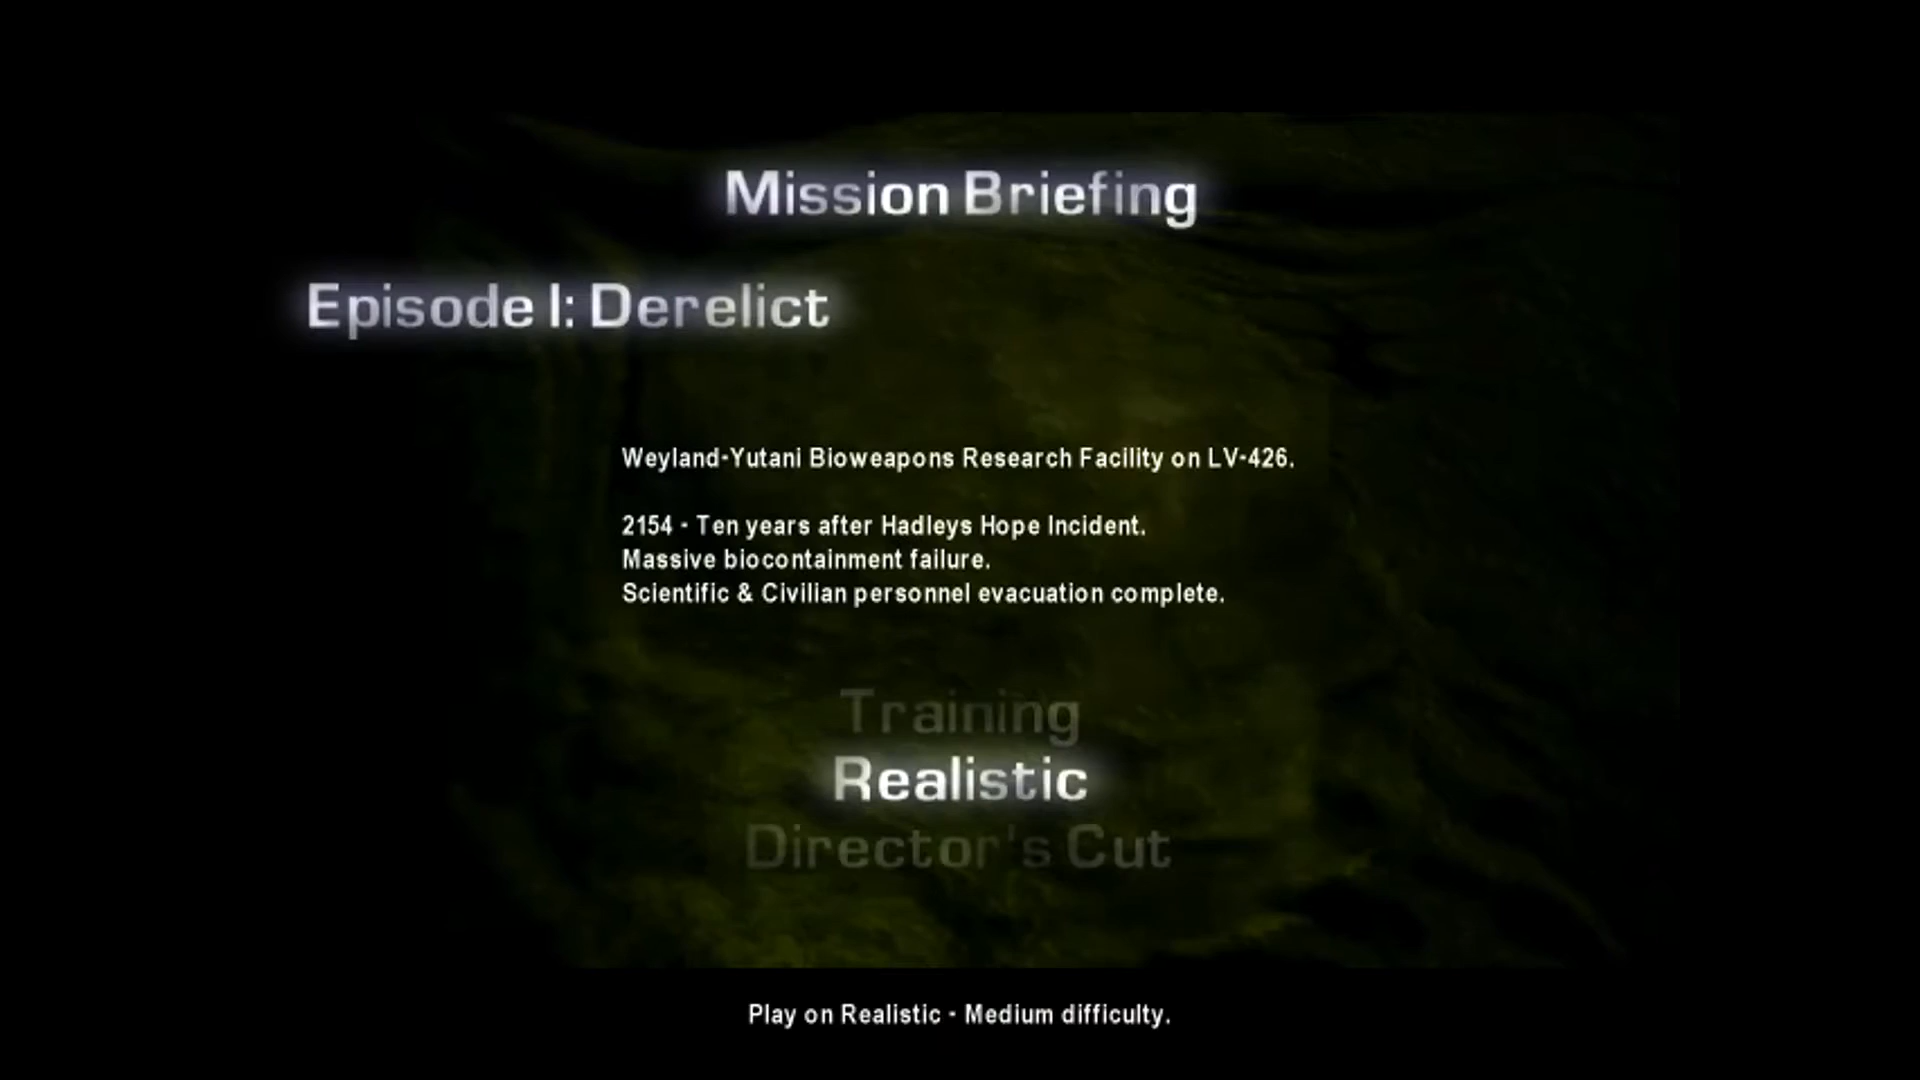 Mission Briefing
Episode I: Derelict
Weyland-Yutani Bioweapons Research Facility on LV-426.
2154 - Ten years after Hadleys Hope Incident.
Massive biocontainment failure.
Scientific & Civilian personnel evacuation complete.
Training
Realistic
Director's Cut
Play on Realistic - Medium difficulty.